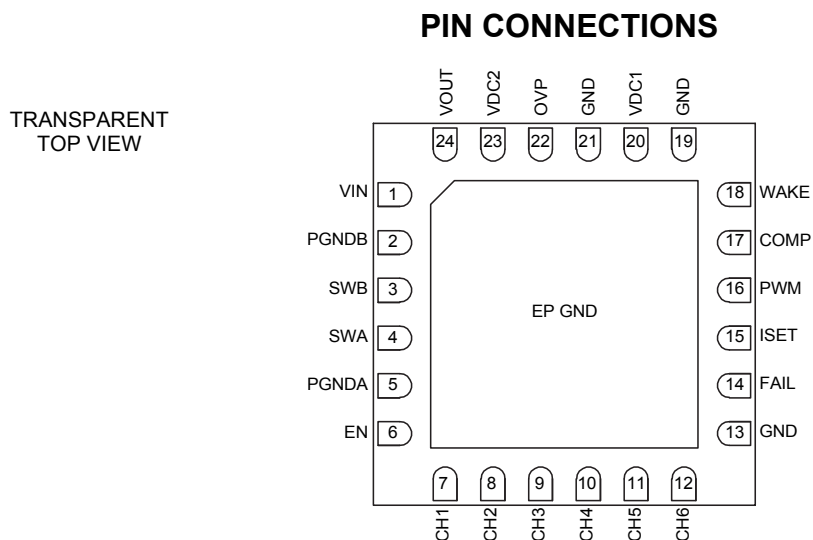 PIN CONNECTIONS
TRANSPARENT
TOP VIEW
VOUT
VDC2
OVP
GND
VDC1
GND
24
23
22
21
20
19
VIN 1
PGNDB 2
SWB 3
SWA 4
PGNDA 5
EN 6
EP GND
18 WAKE
17 COMP
16 PWM
15 ISET
14 FAIL
13 GND
7
8
9
10
11
12
CH1
CH2
CH3
CH4
CH5
CH6